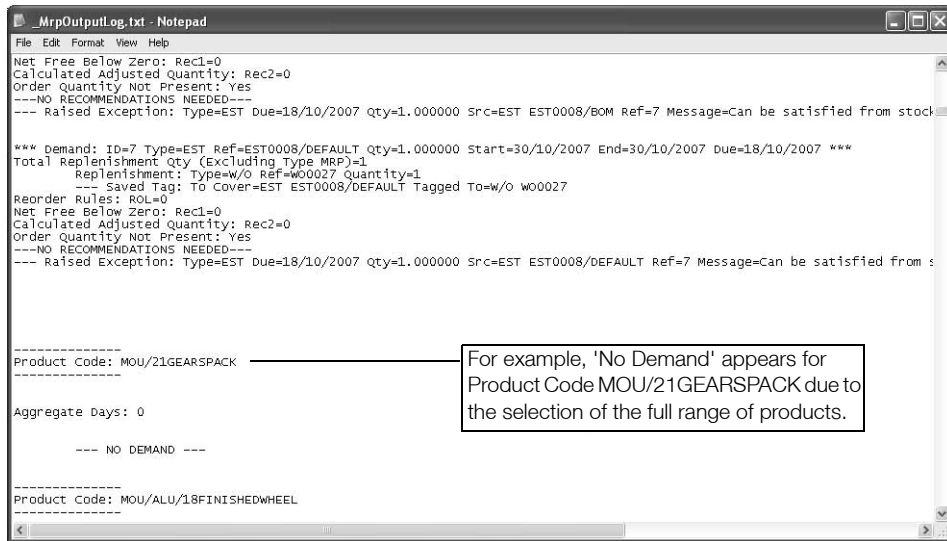 _MrpOutputLog.txt - Notepad
File Edit Format View Help
Net Free Below Zero: Rec1=0
Calculated Adjusted Quantity: Rec2=0
Order Quantity Not Present: Yes
---NO RECOMMENDATIONS NEEDED---
--- Raised Exception: Type=EST Due=18/10/2007 Qty=1.000000 Src=EST EST0008/BOM Ref=7 Message=Can be satisfied from stock
*** Demand: ID=7 Type=EST Ref=EST0008/DEFAULT Qty=1.000000 Start=30/10/2007 End=30/10/2007 Due=18/10/2007 ***
Total Replenishment Qty (Excluding Type MRP)=1
Replenishment: Type=W/O Ref=WO0027 Quantity=1
--- Saved Tag: To Cover=EST EST0008/DEFAULT Tagged To=W/O WO0027
Reorder Rules: ROL=0
Net Free Below Zero: Rec1=0
Calculated Adjusted Quantity: Rec2=0
Order Quantity Not Present: Yes
---NO RECOMMENDATIONS NEEDED---
--- Raised Exception: Type=EST Due=18/10/2007 Qty=1.000000 Src=EST EST0008/DEFAULT Ref=7 Message=Can be satisfied from s
--------------
Product Code: MOU/21GEARSPACK
--------------
For example, 'No Demand' appears for
Product Code MOU/21GEARSPACK due to
the selection of the full range of products.
Aggregate Days: 0
--- NO DEMAND ---
--------------
Product Code: MOU/ALU/18FINISHEDWHEEL
--------------